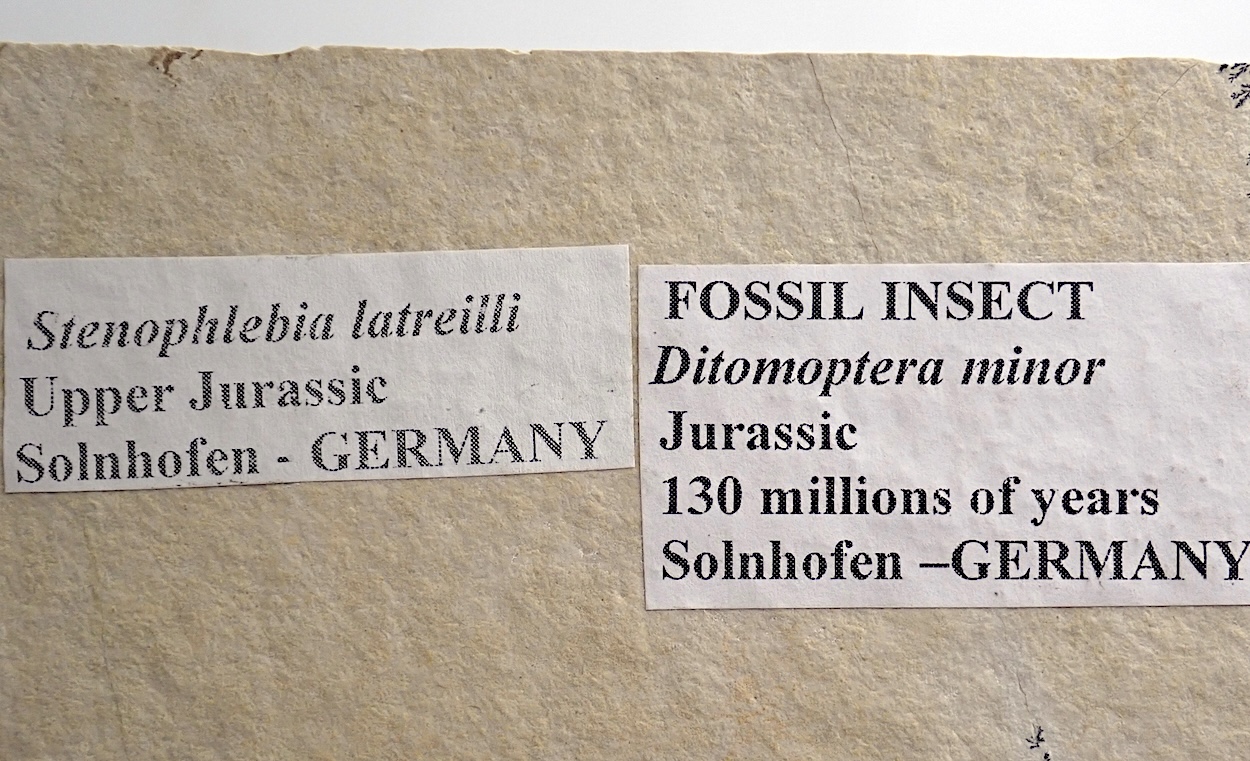 Stenophlebia latreilli
Upper Jurassic
Solnhofen - GERMANY
FOSSIL INSECT
Ditomoptera minor
Jurassic
130 millions of years
Solnhofen –GERMANY